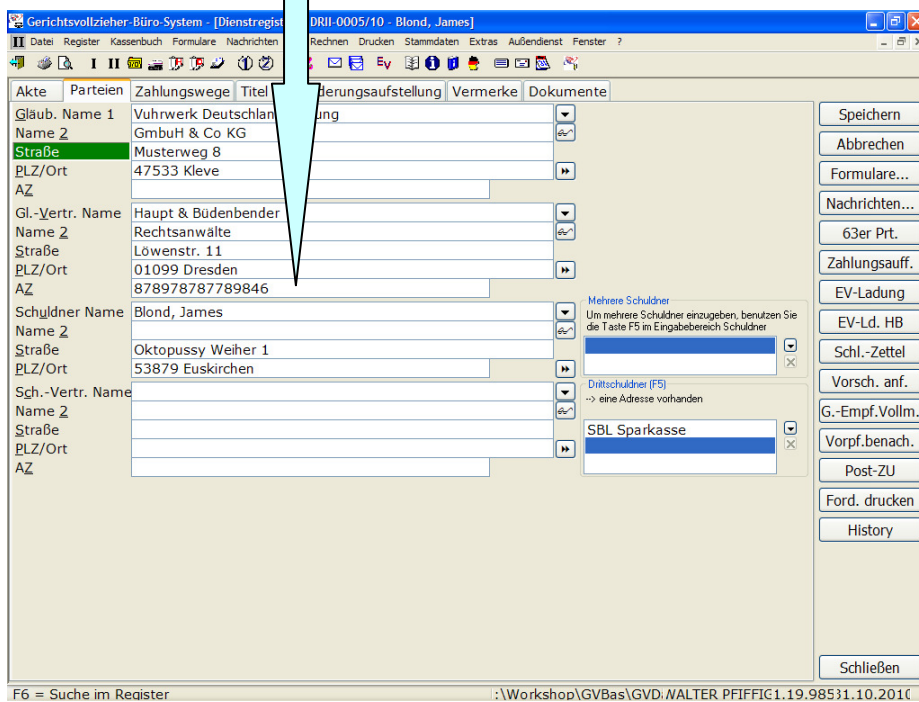 Gerichtsvollzieher-Büro-System - [Dienstregist DRII-0005/10 - Blond, James]
Datei Register Kassenbuch Formulare Nachrichten Rechnen Drucken Stammdaten Extras Außendienst Fenster ?
Akte Parteien Zahlungswege Titel derungsaufstellung Vermerke Dokumente
Gläub. Name 1 Vuhrwerk Deutschlan ung
Name 2 GmbuH & Co KG
Straße Musterweg 8
PLZ/Ort 47533 Kleve
AZ
Gl.-Vertr. Name Haupt & Büdenbender
Name 2 Rechtsanwälte
Straße Löwenstr. 11
PLZ/Ort 01099 Dresden
AZ 878978787789846
Schuldner Name Blond, James
Name 2
Straße Oktopussy Weiher 1
PLZ/Ort 53879 Euskirchen
Sch.-Vertr. Name
Name 2
Straße
PLZ/Ort
AZ
Mehrere Schuldner
Um mehrere Schuldner einzugeben, benutzen Sie
die Taste F5 im Eingabebereich Schuldner
Drittschuldner (F5)
--> eine Adresse vorhanden
SBL Sparkasse
Speichern
Abbrechen
Formulare...
Nachrichten...
63er Prt.
Zahlungsauff.
EV-Ladung
EV-Ld. HB
Schl.-Zettel
Vorsch. anf.
G.-Empf.Vollm.
Vorpf.benach.
Post-ZU
Ford. drucken
History
Schließen
F6 = Suche im Register :\Workshop\GVBas\GVD WALTER PFIFFIG 1.19.985 31.10.2010